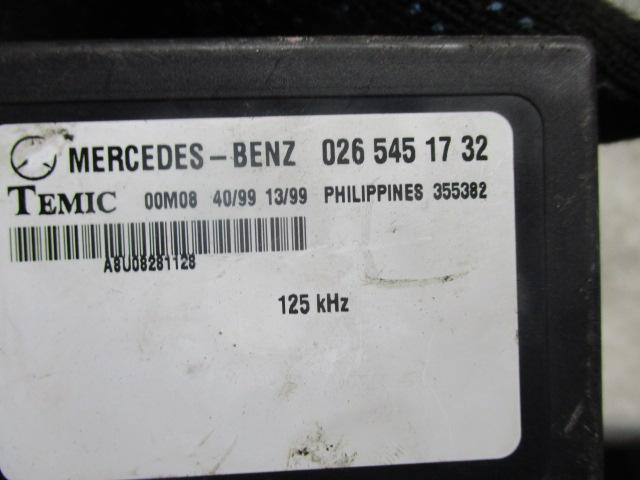 MERCEDES-BENZ 026 545 17 32
TEMIC 00M08 40/99 13/99 PHILIPPINES 355382
A8U08281128
125 kHz